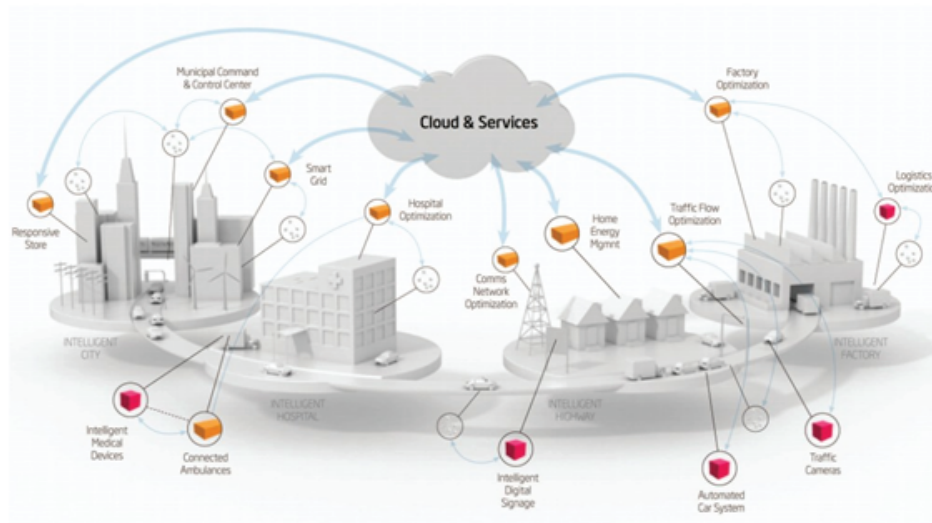 Municipal Command
& Control Center
Cloud & Services
Factory
Optimization
Smart
Grid
Logistics
Optimizatio
Hospital
Optimization
Responsive
Store
Home
Energy
Mgmnt
Traffic Flow
Optimization
Comms
Network
Optimization
INTELLIGENT
CITY
INTELLIGENT
FACTORY
INTELLIGENT
HOSPITAL
INTELLIGENT
HIGHWAY
Intelligent
Medical
Devices
Connected
Ambulances
Intelligent
Digital
Signage
Traffic
Cameras
Automated
Car System